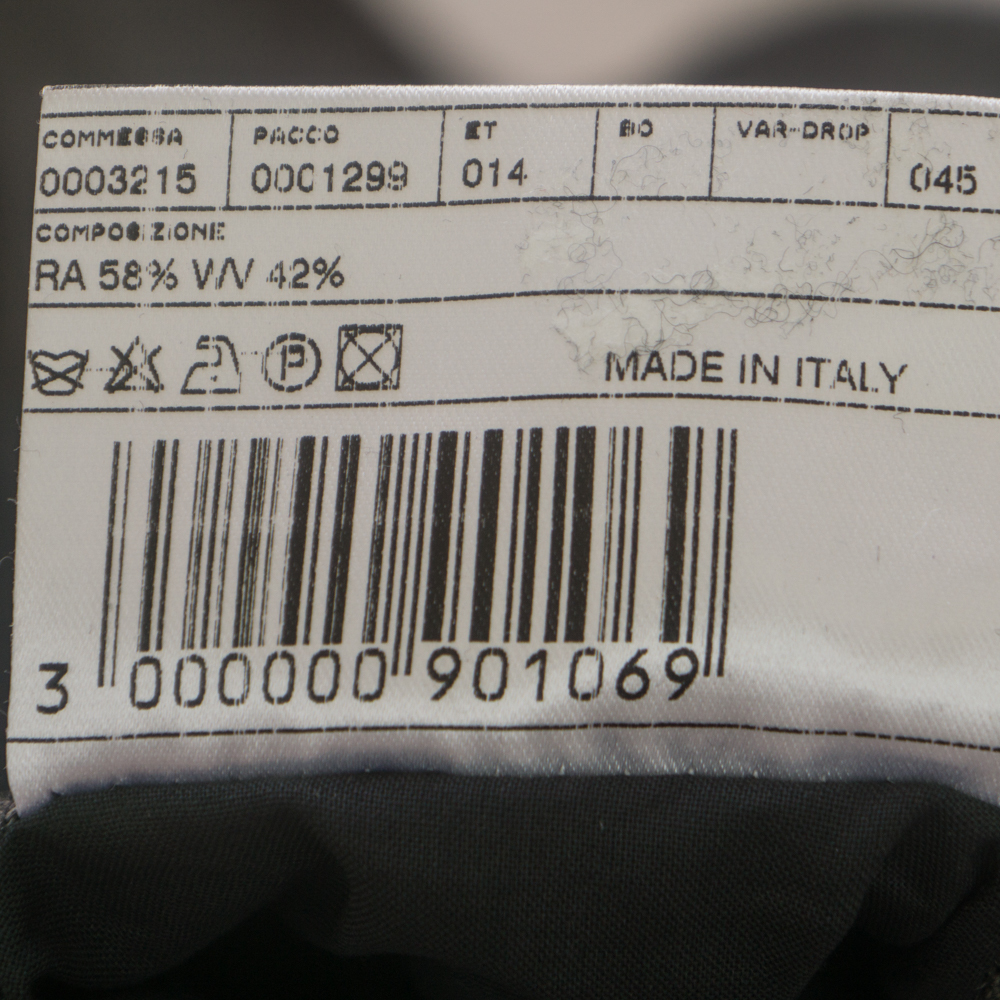 COMMESSA PACCO ET BO VAR-DROP
0003215 0001299 014 045
COMPOSIZIONE
RA 58% VV 42%
P
MADE IN ITALY
3 000000 901069